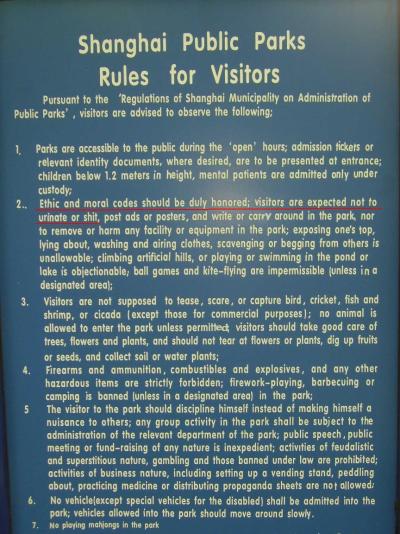 Shanghai Public Parks
Rules for Visitors
Pursuant to the 'Regulations of Shanghai Municipality on Administration of
Public Parks', visitors are advised to observe the following;
1. Parks are accessible to the public during the 'open' hours; admission tickers or
relevant identity documents, where desired, are to be presented at entrance;
children below 1.2 meters in height, mental patients are admitted only under
custody;
2.. Ethic and moral codes should be duly honored; visitors are expected not to
urinate or shit, post ads or posters, and write or carry around in the park, nor
to remove or harm any facility or equipment in the park; exposing one's top,
lying about, washing and airing clothes, scavenging or begging from others is
unallowable; climbing artificial hills, or playing or swimming in the pond or
lake is objectionable; ball games and kite-flying are impermissible (unless in a
designated area);
3. Visitors are not supposed to tease, scare, or capture bird, cricket, fish and
shrimp, or cicada (except those for commercial purposes); no animal is
allowed to enter the park unless permitted; visitors should take good care of
trees, flowers and plants, and should not tear at flowers or plants, dig up fruits
or seeds, and collect soil or water plants;
4. Firearms and ammunition, combustibles and explosives, and any other
hazardous items are strictly forbidden; firework-playing, barbecuing or
camping is banned (unless in a designated area) in the park;
5 The visitor to the park should discipline himself instead of making himself a
nuisance to others; any group activity in the park shall be subject to the
administration of the relevant department of the park; public speech, public
meeting or fund-raising of any nature is inexpedient; activities of feudalistic
and superstitious nature, gambling and those banned under law are prohibited;
activities of business nature, including setting up a vending stand, peddling
about, practicing medicine or distributing propaganda sheets are not allowed;
6. No vehicle(except special vehicles for the disabled) shall be admitted into the
park; vehicles allowed into the park should move around slowly.
7. No playing mahjongs in the park